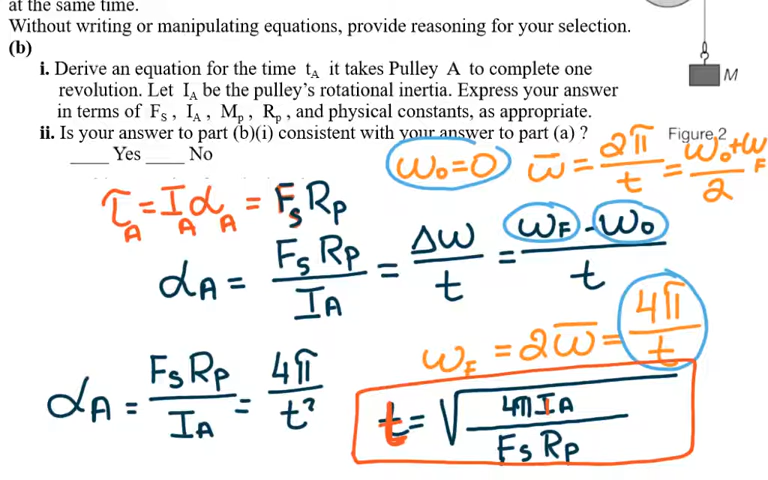 at the same time.
Without writing or manipulating equations, provide reasoning for your selection.
(b)
i. Derive an equation for the time t_A it takes Pulley A to complete one
revolution. Let I_A be the pulley's rotational inertia. Express your answer
in terms of F_S , I_A , M_p , R_p , and physical constants, as appropriate.
ii. Is your answer to part (b)(i) consistent with your answer to part (a) ?
____ Yes ____ No
M
Figure 2
ω₀=0 ω̄ = 2π/t = (ω₀+ω_F)/2
τ_A = I_A α_A = F_s R_p
α_A = F_s R_p / I_A = Δω/t = (ω_F - ω₀)/t
ω_F = 2ω̄ = 4π/t
α_A = F_s R_p / I_A = 4π/t²
t = √(4π I_A / F_s R_p)